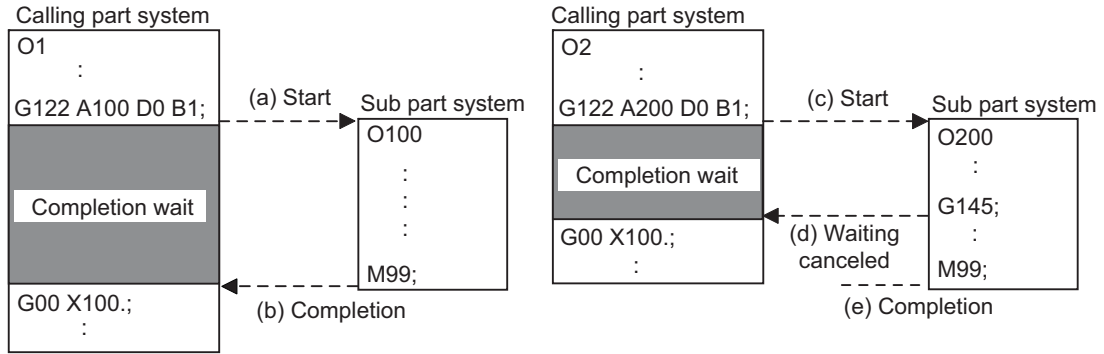 Calling part system
O1
:
G122 A100 D0 B1;
Completion wait
G00 X100.;
:
(a) Start
Sub part system
O100
:
:
:
:
M99;
(b) Completion
Calling part system
O2
:
G122 A200 D0 B1;
Completion wait
G00 X100.;
:
(c) Start
Sub part system
O200
:
G145;
:
M99;
(d) Waiting
canceled
(e) Completion